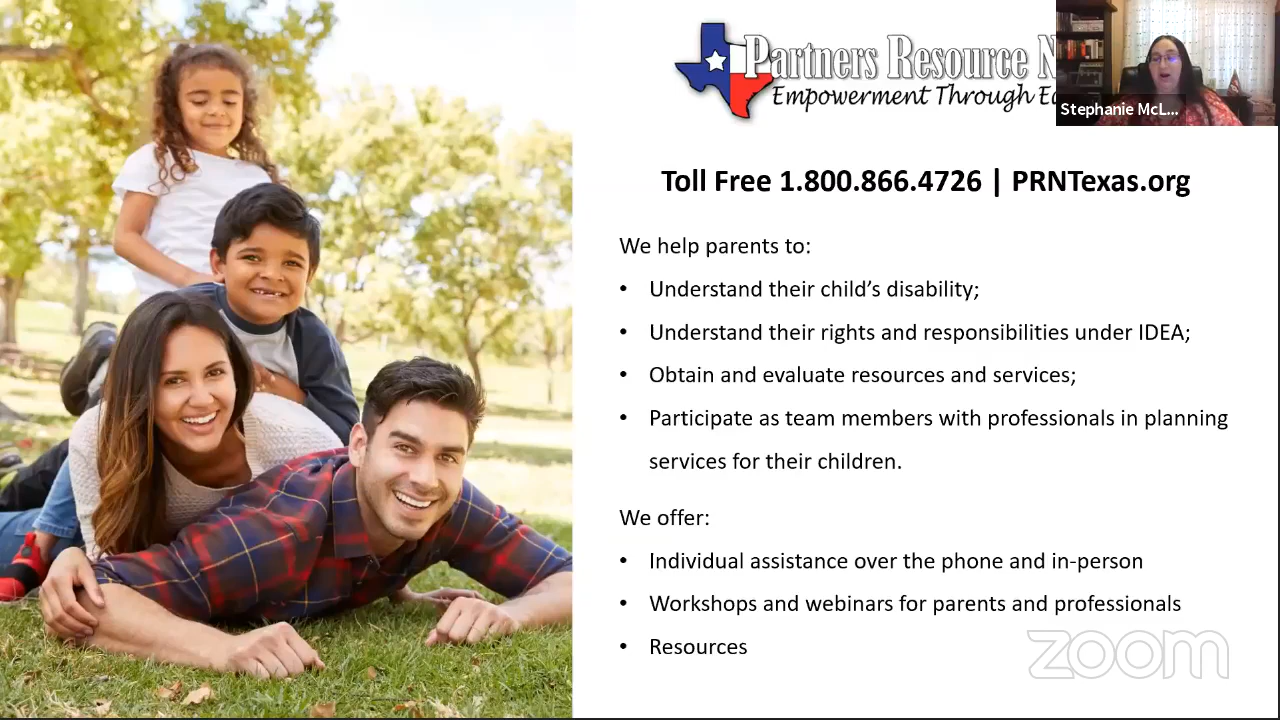 Partners Resource N
Empowerment Through Ed
Stephanie McL...
Toll Free 1.800.866.4726 | PRNTexas.org
We help parents to:
• Understand their child's disability;
• Understand their rights and responsibilities under IDEA;
• Obtain and evaluate resources and services;
• Participate as team members with professionals in planning
services for their children.
We offer:
• Individual assistance over the phone and in-person
• Workshops and webinars for parents and professionals
• Resources
zoom